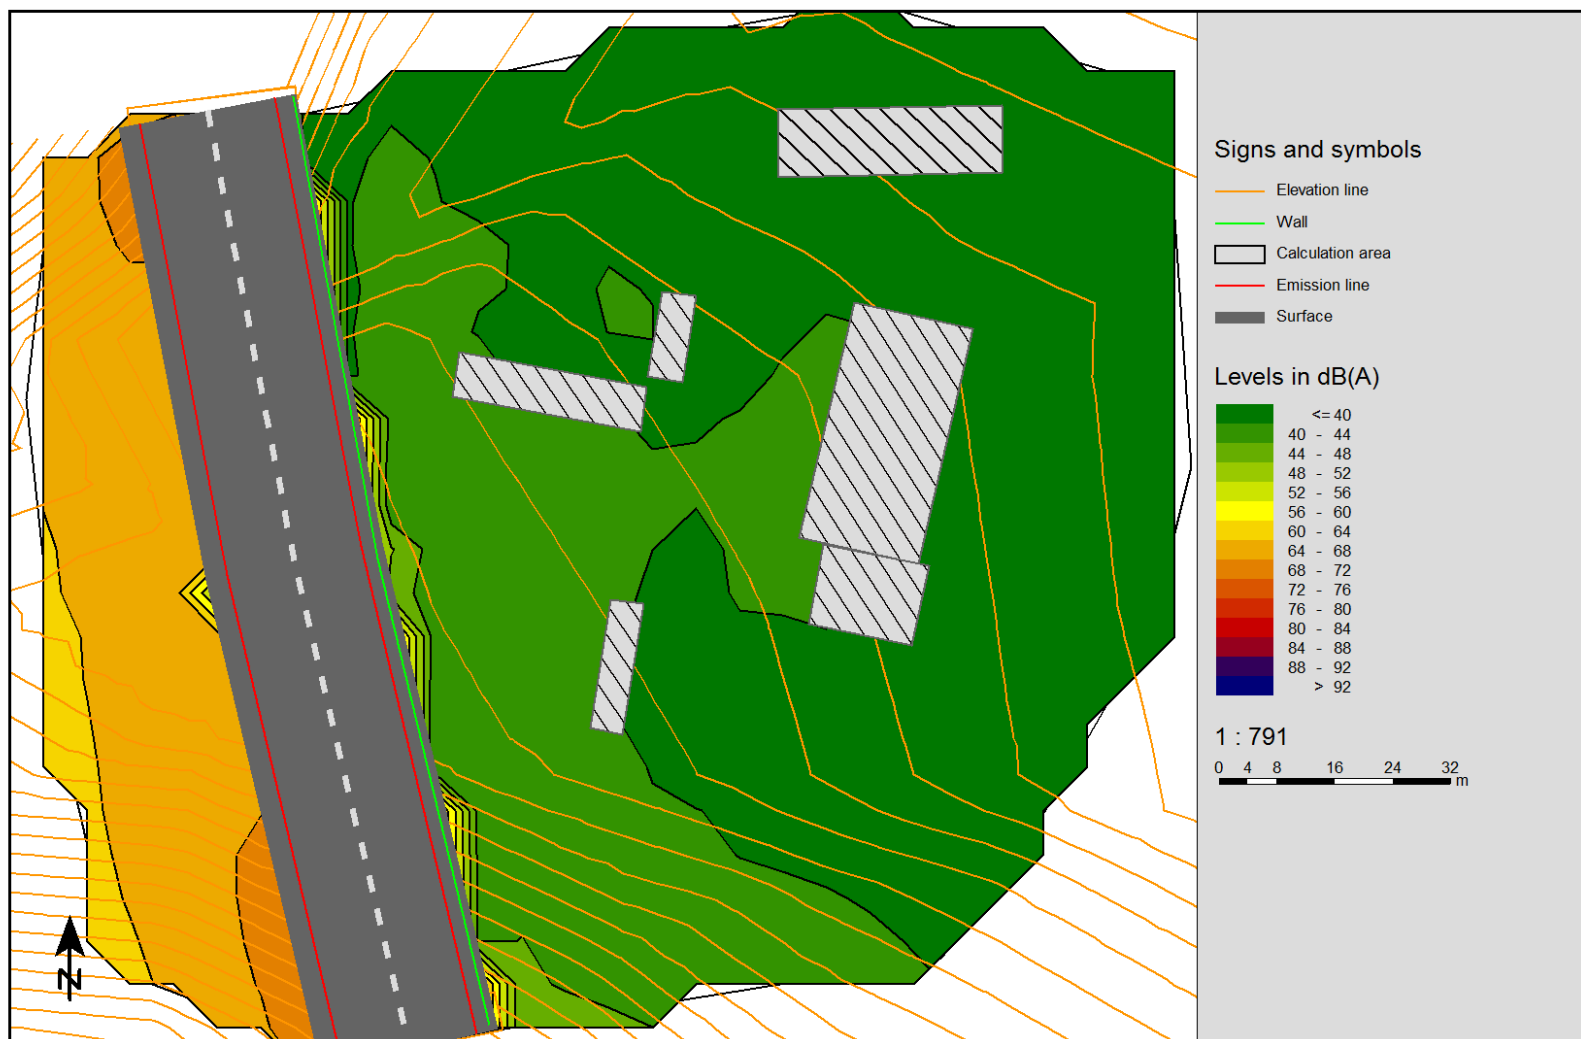 Signs and symbols
Elevation line
Wall
Calculation area
Emission line
Surface
Levels in dB(A)
<= 40
40 - 44
44 - 48
48 - 52
52 - 56
56 - 60
60 - 64
64 - 68
68 - 72
72 - 76
76 - 80
80 - 84
84 - 88
88 - 92
> 92
1 : 791
0 4 8 16 24 32
m
N